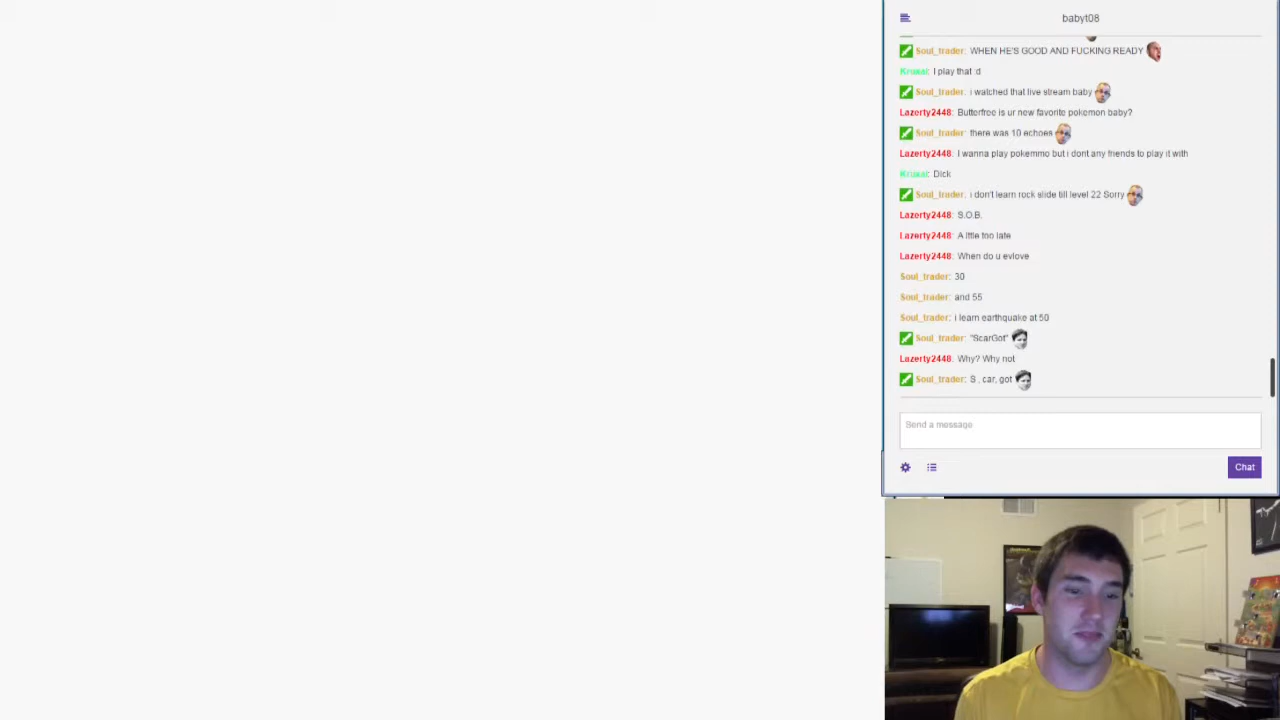 babyt08
Soul_trader: WHEN HE'S GOOD AND FUCKING READY
Kruxai: I play that :d
Soul_trader: i watched that live stream baby
Lazerty2448: Butterfree is ur new favorite pokemon baby?
Soul_trader: there was 10 echoes
Lazerty2448: I wanna play pokemmo but i dont any friends to play it with
Kruxai: Dick
Soul_trader: i don't learn rock slide till level 22 Sorry
Lazerty2448: S.O.B.
Lazerty2448: A lttle too late
Lazerty2448: When do u evlove
Soul_trader: 30
Soul_trader: and 55
Soul_trader: i learn earthquake at 50
Soul_trader: "ScarGot"
Lazerty2448: Why? Why not
Soul_trader: S , car, got
Send a message
Chat